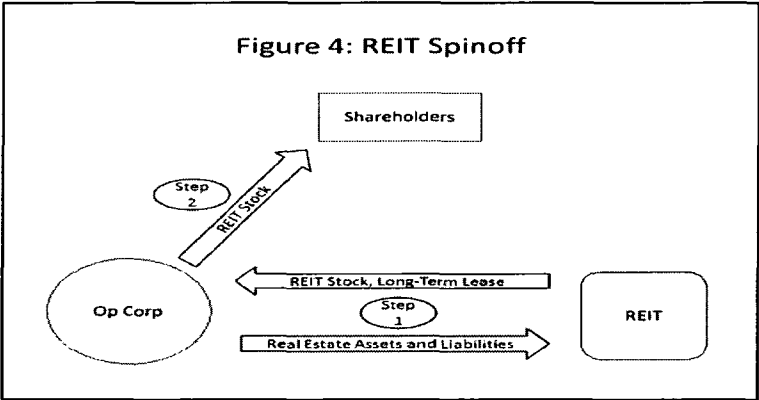 Figure 4: REIT Spinoff
Shareholders
Step
2
REIT Stock
REIT Stock, Long-Term Lease
Op Corp
Step
1
REIT
Real Estate Assets and Liabilities